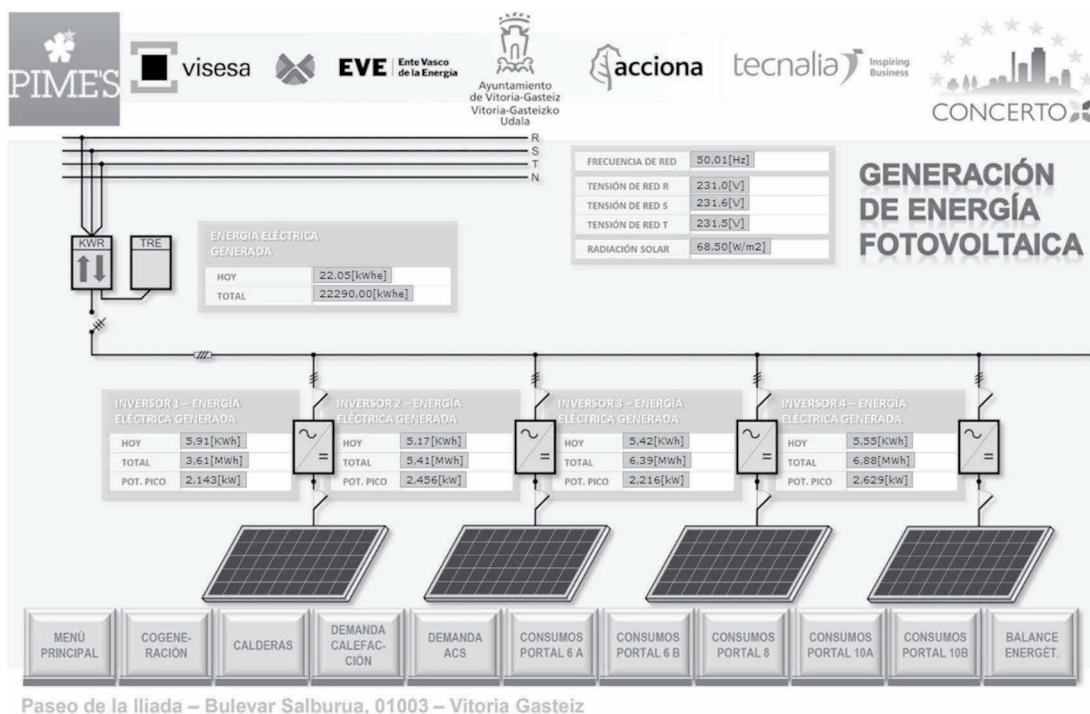 PIME'S
visesa
EVE
Ente Vasco
de la Energía
Ayuntamiento
de Vitoria-Gasteiz
Vitoria-Gasteizko
Udala
acciona
tecnalia
Inspiring
Business
CONCERTO
R
S
T
N
FRECUENCIA DE RED 50,01[Hz]
TENSIÓN DE RED R 231,0[V]
TENSIÓN DE RED S 231,6[V]
TENSIÓN DE RED T 231,5[V]
RADIACIÓN SOLAR 68,50[W/m2]
GENERACIÓN
DE ENERGÍA
FOTOVOLTAICA
KWR
TRE
ENERGIA ELÉCTRICA
GENERADA
HOY 22,05[kWhe]
TOTAL 22290,00[kWhe]
INVERSOR 1 – ENERGÍA
ELÉCTRICA GENERADA
HOY 5,91[KWh]
TOTAL 3,61[MWh]
POT. PICO 2,143[kW]
INVERSOR 2 – ENERGÍA
ELÉCTRICA GENERADA
HOY 5,17[KWh]
TOTAL 5,41[MWh]
POT. PICO 2,456[kW]
INVERSOR 3 – ENERGÍA
ELÉCTRICA GENERADA
HOY 5,42[KWh]
TOTAL 6,39[MWh]
POT. PICO 2,216[kW]
INVERSOR 4 – ENERGÍA
ELÉCTRICA GENERADA
HOY 5,55[KWh]
TOTAL 6,88[MWh]
POT. PICO 2,629[kW]
MENÚ
PRINCIPAL
COGENE-
RACIÓN
CALDERAS
DEMANDA
CALEFAC-
CIÓN
DEMANDA
ACS
CONSUMOS
PORTAL 6 A
CONSUMOS
PORTAL 6 B
CONSUMOS
PORTAL 8
CONSUMOS
PORTAL 10A
CONSUMOS
PORTAL 10B
BALANCE
ENERGÉT.
Paseo de la Ilíada – Bulevar Salburua, 01003 – Vitoria Gasteiz